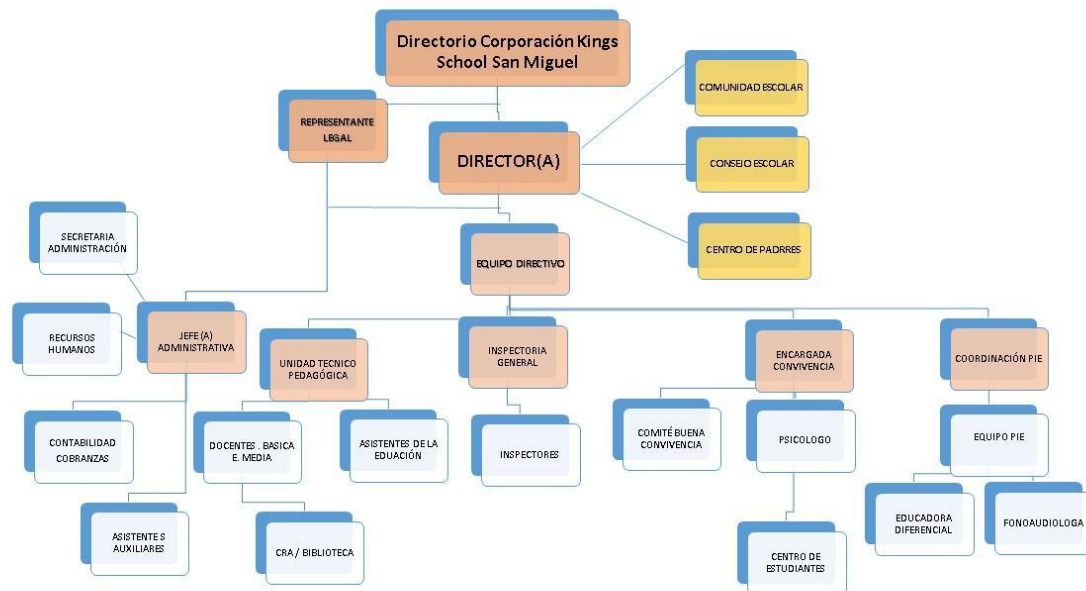 Directorio Corporación Kings
School San Miguel
COMUNIDAD ESCOLAR
REPRESENTANTE
LEGAL
DIRECTOR(A)
CONSEJO ESCOLAR
SECRETARIA
ADMINISTRACIÓN
EQUIPO DIRECTIVO
CENTRO DE PADRRES
RECURSOS
HUMANOS
JEFE (A)
ADMINISTRATIVA
UNIDAD TECNICO
PEDAGÓGICA
INSPECTORIA
GENERAL
ENCARGADA
CONVIVENCIA
COORDINACIÓN PIE
CONTABILIDAD
COBRANZAS
DOCENTES . BASICA
E. MEDIA
ASISTENTES DE LA
EDUACIÓN
INSPECTORES
COMITÉ BUENA
CONVIVENCIA
PSICOLOGO
EQUIPO PIE
ASISTENTE S
AUXILIARES
CRA / BIBLIOTECA
CENTRO DE
ESTUDIANTES
EDUCADORA
DIFERENCIAL
FONOAUDIOLOGA